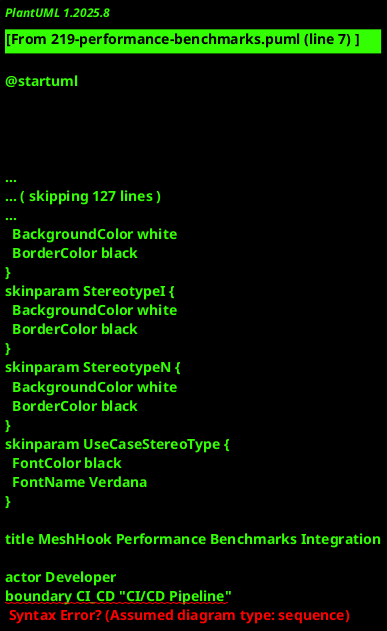 PlantUML 1.2025.8
[From 219-performance-benchmarks.puml (line 7) ]
@startuml
...
... ( skipping 127 lines )
...
BackgroundColor white
BorderColor black
}
skinparam StereotypeI {
BackgroundColor white
BorderColor black
}
skinparam StereotypeN {
BackgroundColor white
BorderColor black
}
skinparam UseCaseStereoType {
FontColor black
FontName Verdana
}
title MeshHook Performance Benchmarks Integration
actor Developer
boundary CI_CD "CI/CD Pipeline"
Syntax Error? (Assumed diagram type: sequence)